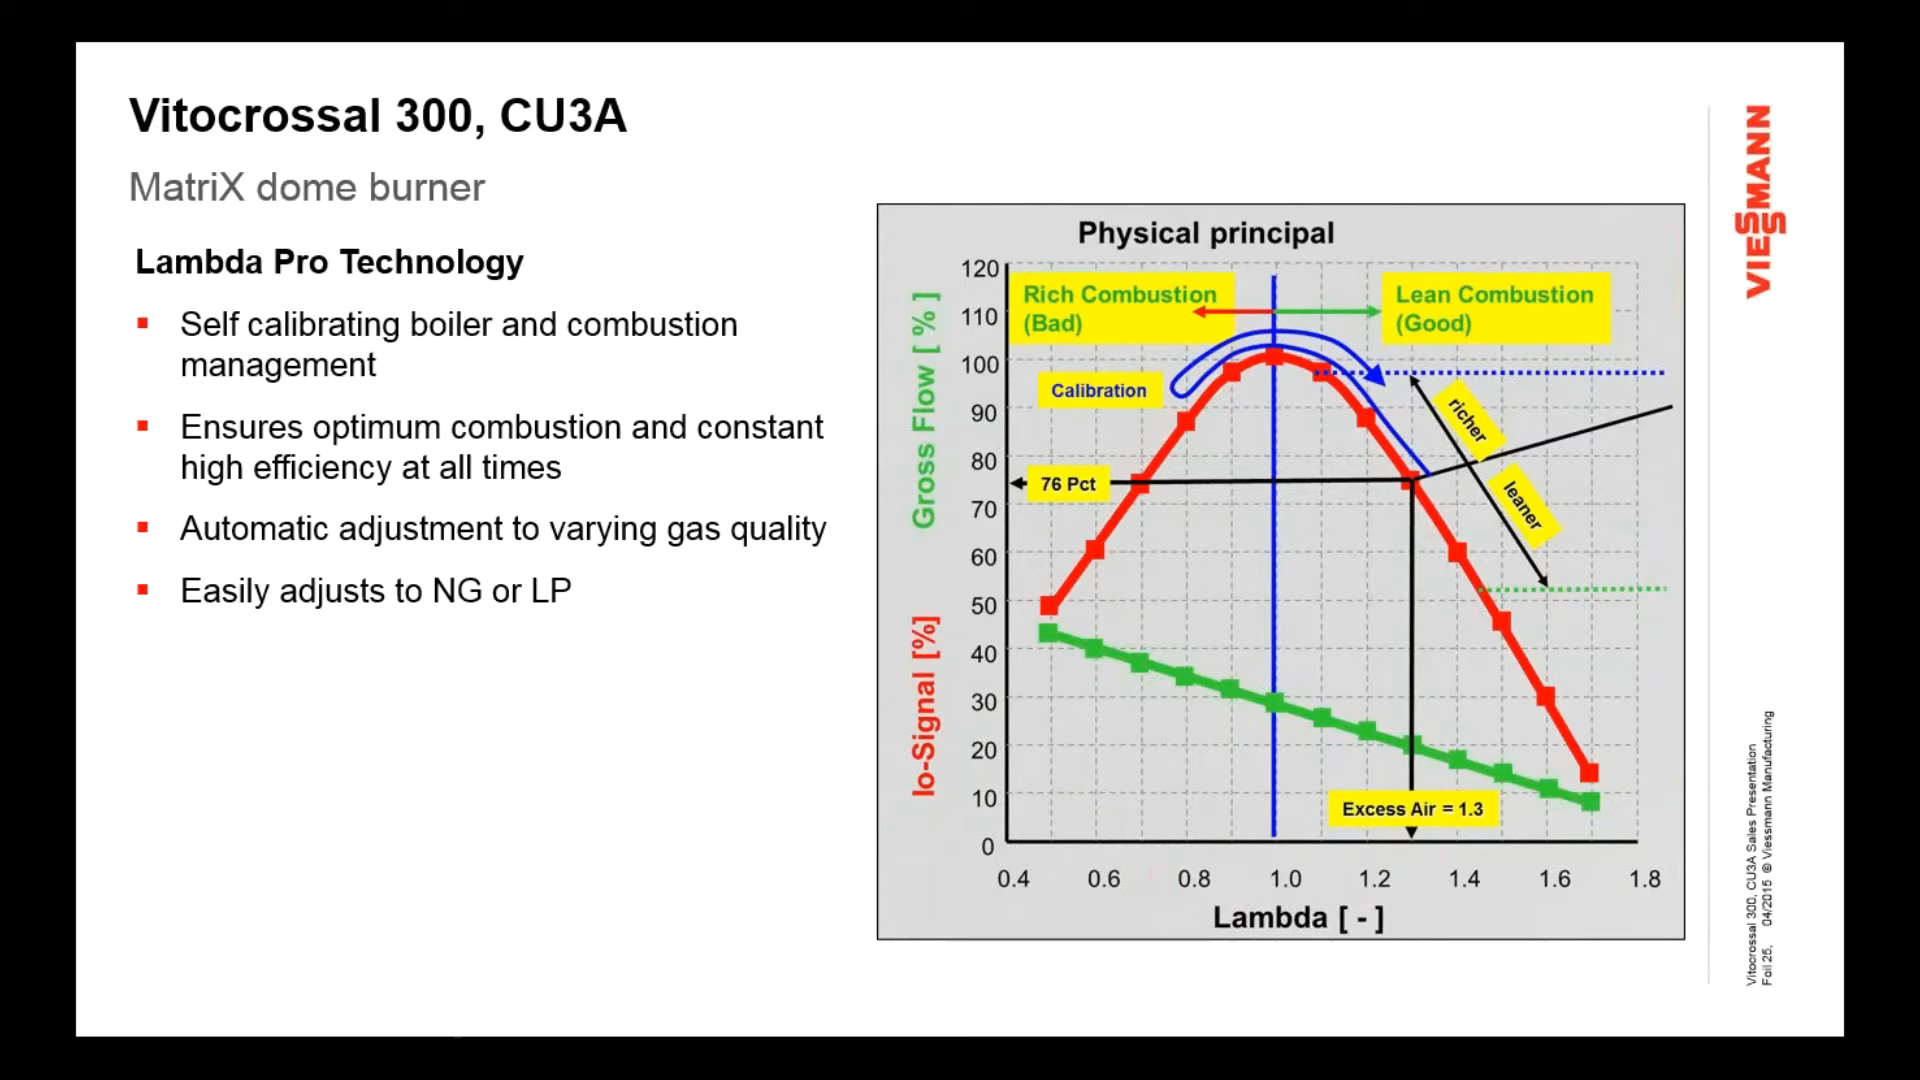 Vitocrossal 300, CU3A
MatriX dome burner
Lambda Pro Technology
Self calibrating boiler and combustion
management
Ensures optimum combustion and constant
high efficiency at all times
Automatic adjustment to varying gas quality
Easily adjusts to NG or LP
Physical principal
Gross Flow [ % ]
Io-Signal [%]
120
110
100
90
80
70
60
50
40
30
20
10
0
Rich Combustion
(Bad)
Lean Combustion
(Good)
Calibration
richer
76 Pct
leaner
Excess Air = 1.3
0.4 0.6 0.8 1.0 1.2 1.4 1.6 1.8
Lambda [ - ]
VIESSMANN
Vitocrossal 300, CU3A Sales Presentation
Foil 25, 04/2015 © Viessmann Manufacturing